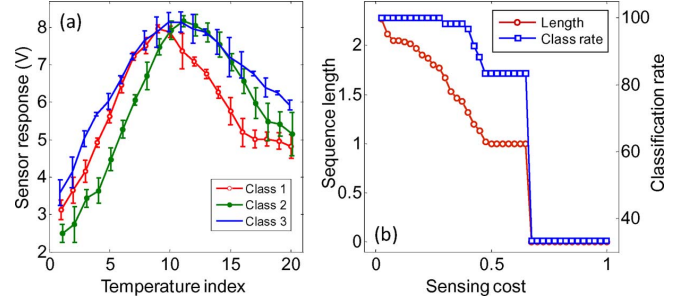 (a)
Sensor response (V)
9
8
7
6
5
4
3
2
0
5
10
15
20
Temperature index
Class 1
Class 2
Class 3
(b)
Sequence length
2
1.5
1
0.5
0
0
0.5
1
Sensing cost
Length
Class rate
100
80
60
40
Classification rate